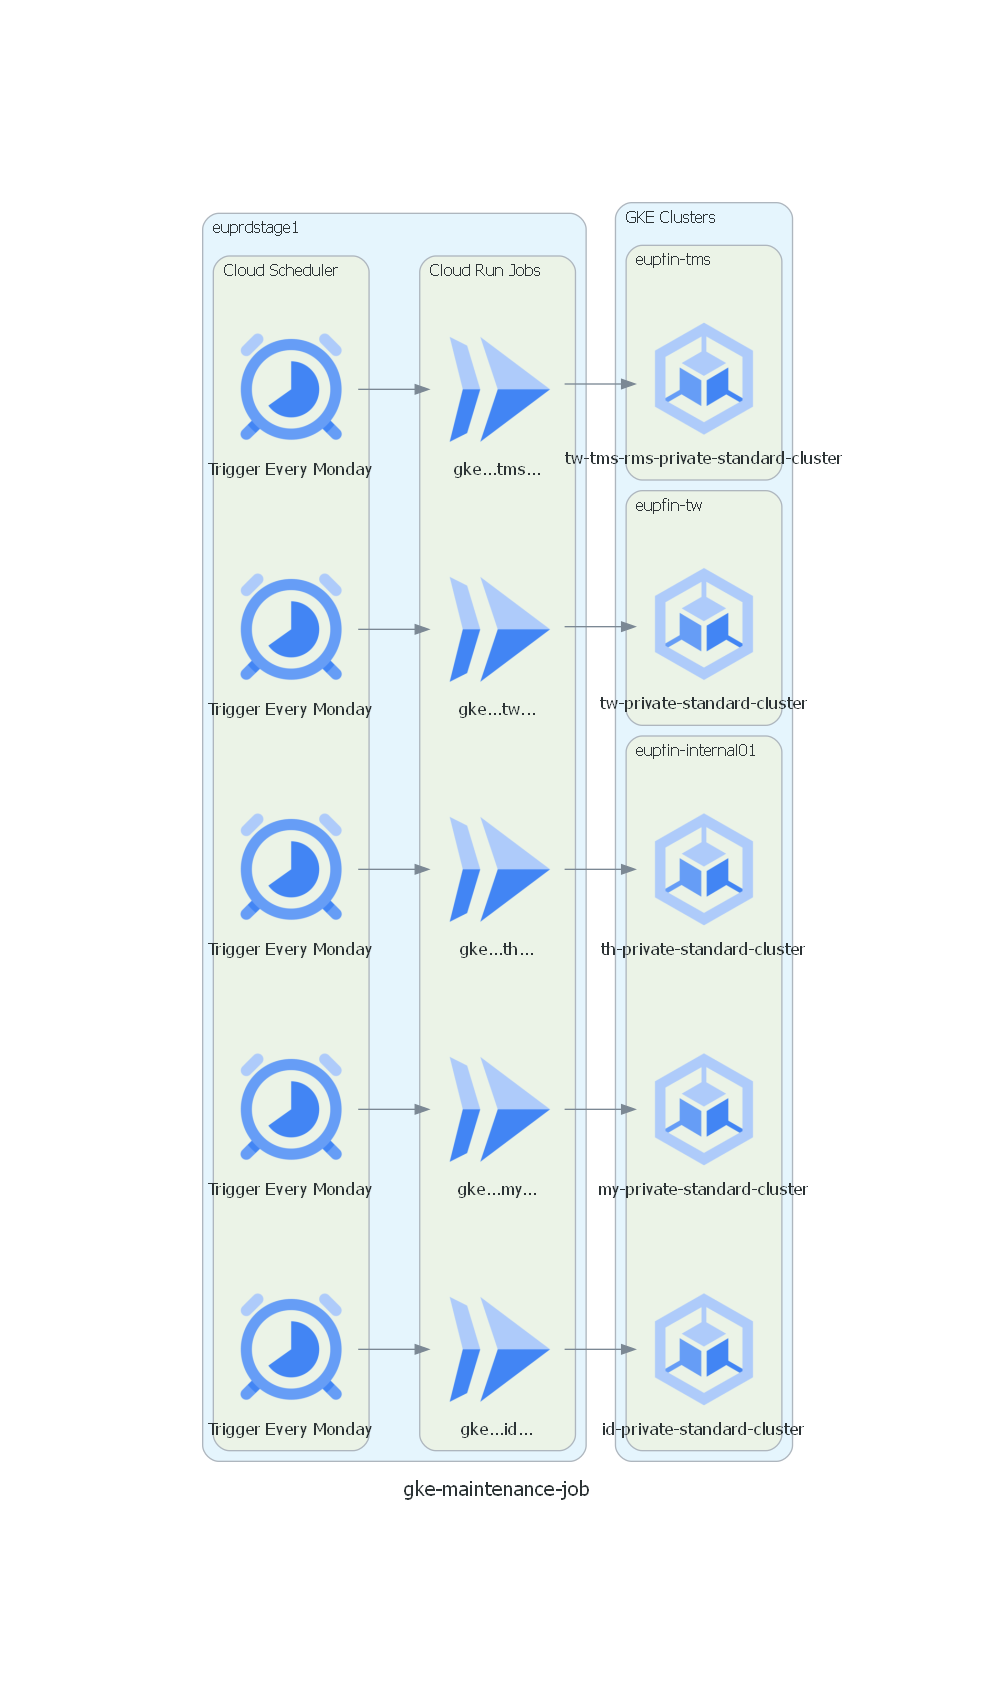 euprdstage1
Cloud Scheduler
Cloud Run Jobs
GKE Clusters
euptin-tms
Trigger Every Monday
gke...tms...
tw-tms-rms-private-standard-cluster
eupfin-tw
Trigger Every Monday
gke...tw...
tw-private-standard-cluster
euptin-internal01
Trigger Every Monday
gke...th...
th-private-standard-cluster
Trigger Every Monday
gke...my...
my-private-standard-cluster
Trigger Every Monday
gke...id...
id-private-standard-cluster
gke-maintenance-job